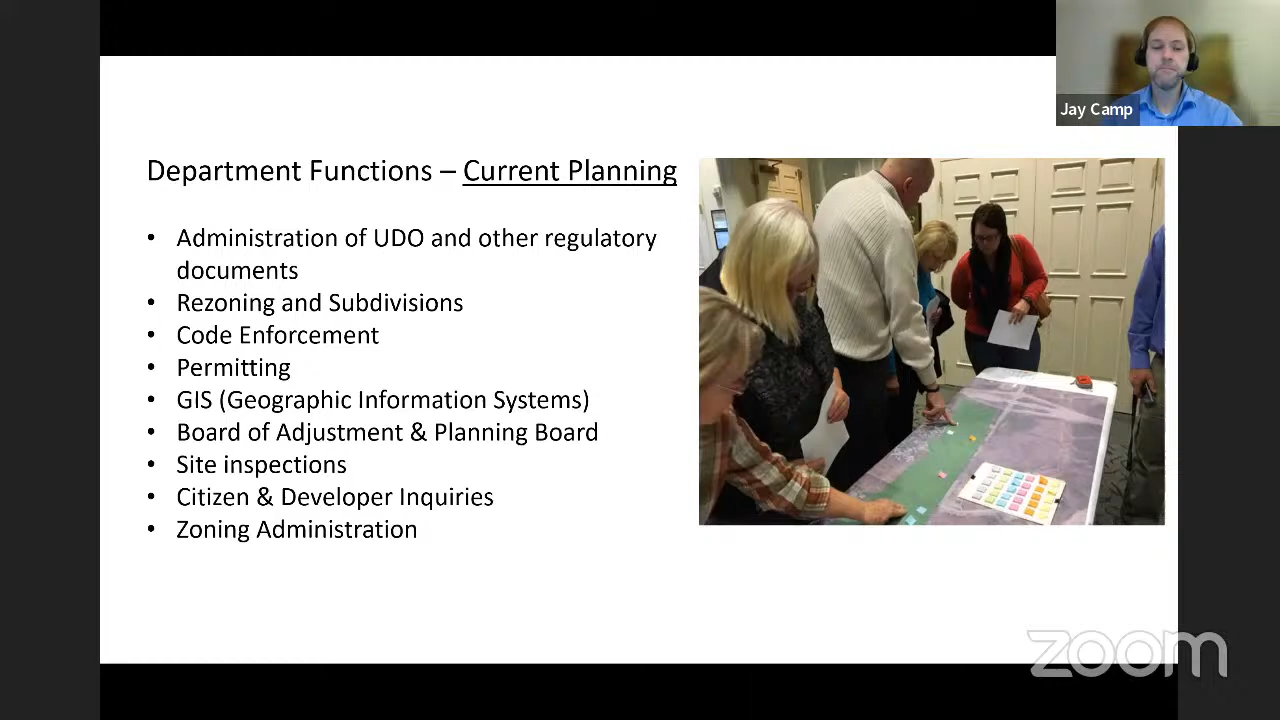 Jay Camp
Department Functions – Current Planning
• Administration of UDO and other regulatory
documents
• Rezoning and Subdivisions
• Code Enforcement
• Permitting
• GIS (Geographic Information Systems)
• Board of Adjustment & Planning Board
• Site inspections
• Citizen & Developer Inquiries
• Zoning Administration
zoom